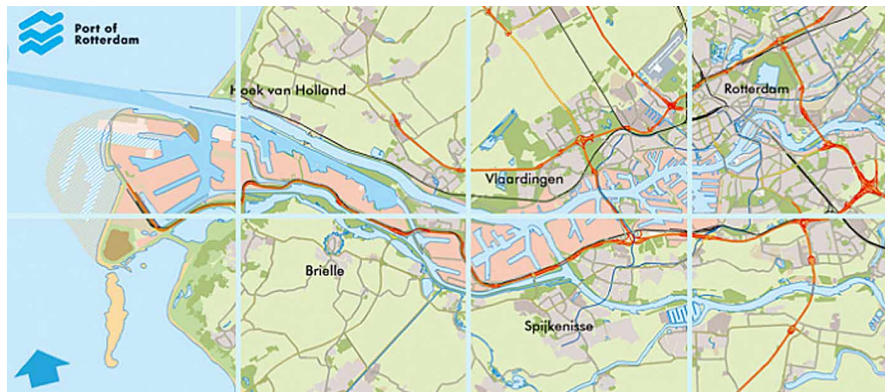 Port of
Rotterdam
Hoek van Holland
Rotterdam
Vlaardingen
Brielle
Spijkenisse